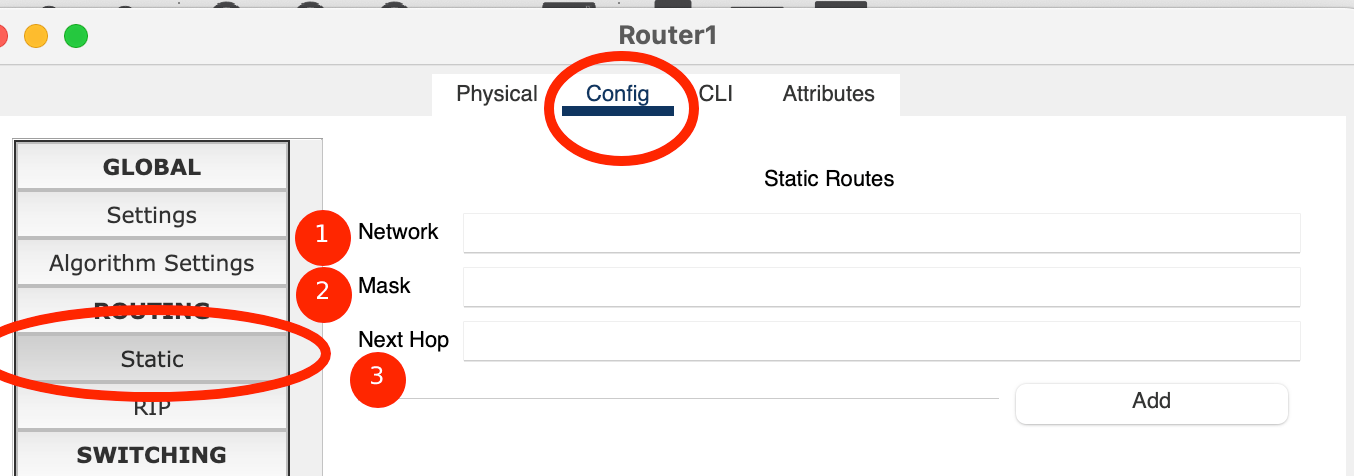 Router1
Physical Config CLI Attributes
GLOBAL
Settings
Algorithm Settings
ROUTING
Static
RIP
SWITCHING
Static Routes
1 Network
2 Mask
Next Hop
3
Add